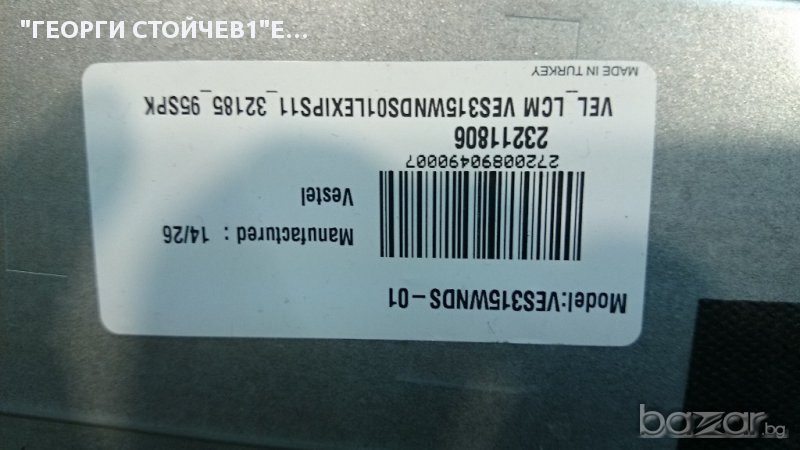 "ГЕОРГИ СТОЙЧЕВ1"Е...
Model:VES315WNDS-01
Manufactured : 14/26
Vestel
27200890490007
23211806
VEL_LCM VES315WNDS01LEXIPS11_32185_95SPK
MADE IN TURKEY
bazar.bg